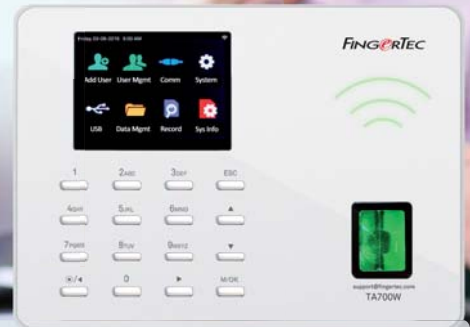 Friday 03-06-2016 9:00 AM
FINGERTEC
Add User User Mgmt Comm System
USB Data Mgmt Record Sys Info
1 2ABC 3DEF ESC
4GHI 5JKL 6MNO ▲
7PQRS 8TUV 9WXYZ ▼
0 ► M/OK
support@fingertec.com
TA700W